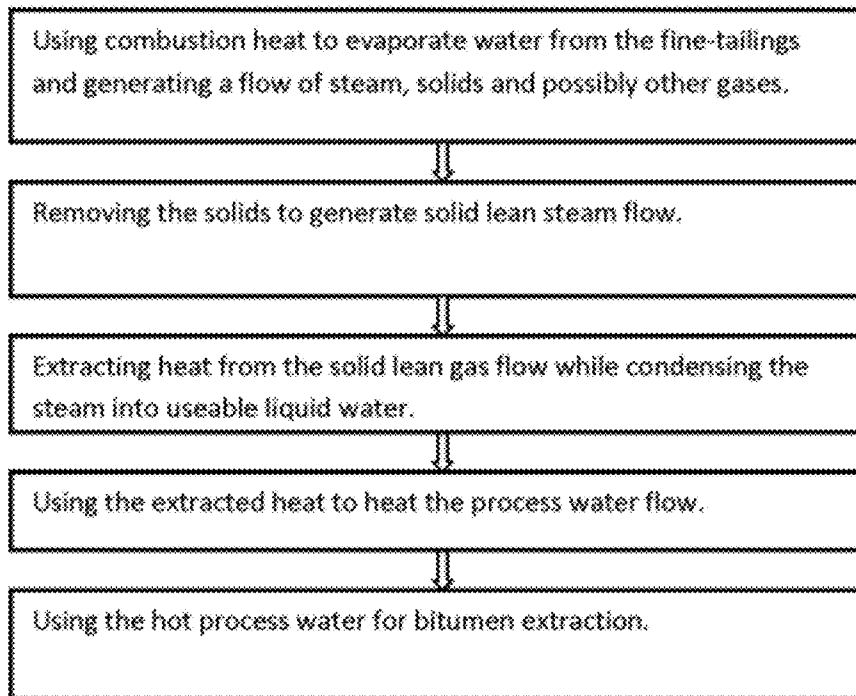 Using combustion heat to evaporate water from the fine-tailings
and generating a flow of steam, solids and possibly other gases.
Removing the solids to generate solid lean steam flow.
Extracting heat from the solid lean gas flow while condensing the
steam into useable liquid water.
Using the extracted heat to heat the process water flow.
Using the hot process water for bitumen extraction.